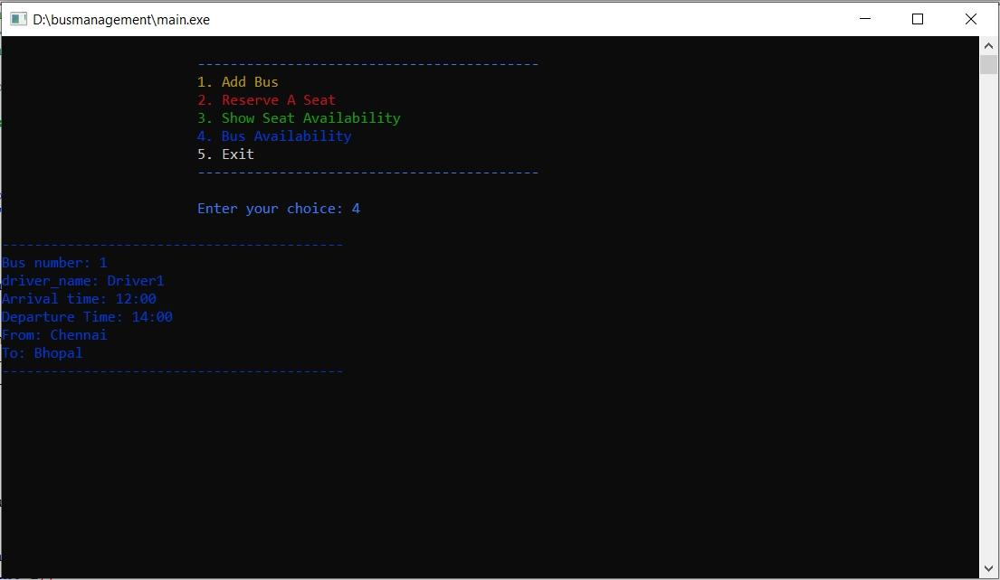 D:\busmanagement\main.exe
------------------------------------------
1. Add Bus
2. Reserve A Seat
3. Show Seat Availability
4. Bus Availability
5. Exit
------------------------------------------
Enter your choice: 4
------------------------------------------
Bus number: 1
driver_name: Driver1
Arrival time: 12:00
Departure Time: 14:00
From: Chennai
To: Bhopal
------------------------------------------